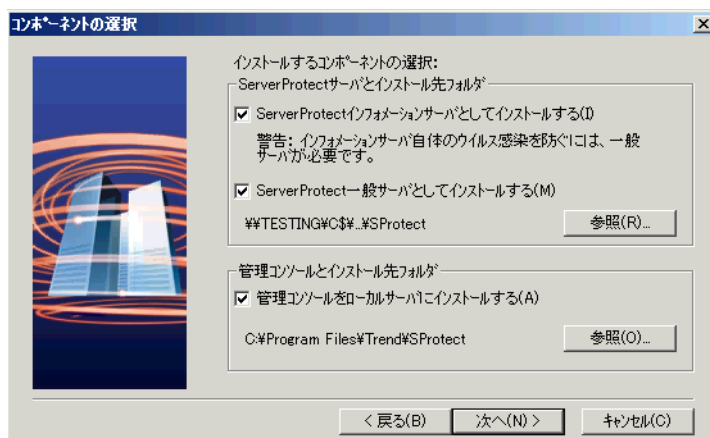 コンポーネントの選択
インストールするコンポーネントの選択:
ServerProtectサーバとインストール先フォルダ
ServerProtectインフォメーションサーバとしてインストールする(I)
警告: インフォメーションサーバ自体のウイルス感染を防ぐには、一般
サーバが必要です。
ServerProtect一般サーバとしてインストールする(M)
¥¥TESTING¥C$¥...¥SProtect
参照(R)...
管理コンソールとインストール先フォルダ
管理コンソールをローカルサーバにインストールする(A)
C:¥Program Files¥Trend¥SProtect
参照(O)...
< 戻る(B)
次へ(N) >
キャンセル(C)